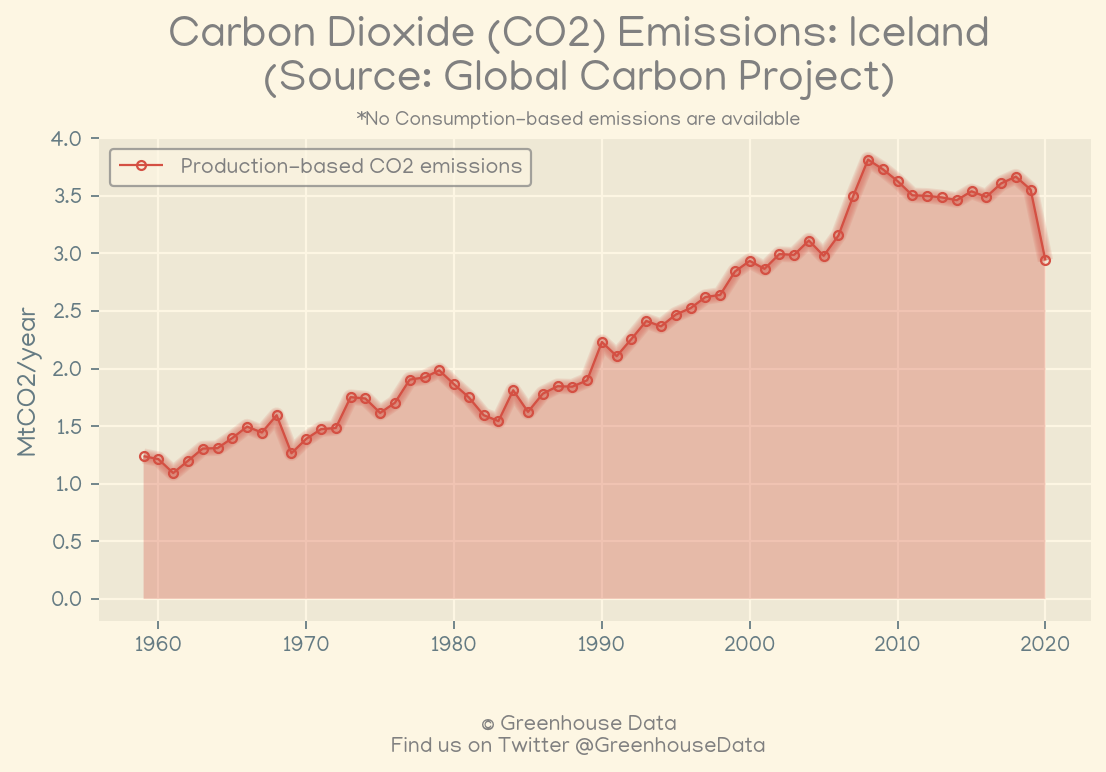 Carbon Dioxide (CO2) Emissions: Iceland
(Source: Global Carbon Project)
*No Consumption-based emissions are available
Production-based CO2 emissions
MtCO2/year
4.0
3.5
3.0
2.5
2.0
1.5
1.0
0.5
0.0
1960 1970 1980 1990 2000 2010 2020
© Greenhouse Data
Find us on Twitter @GreenhouseData